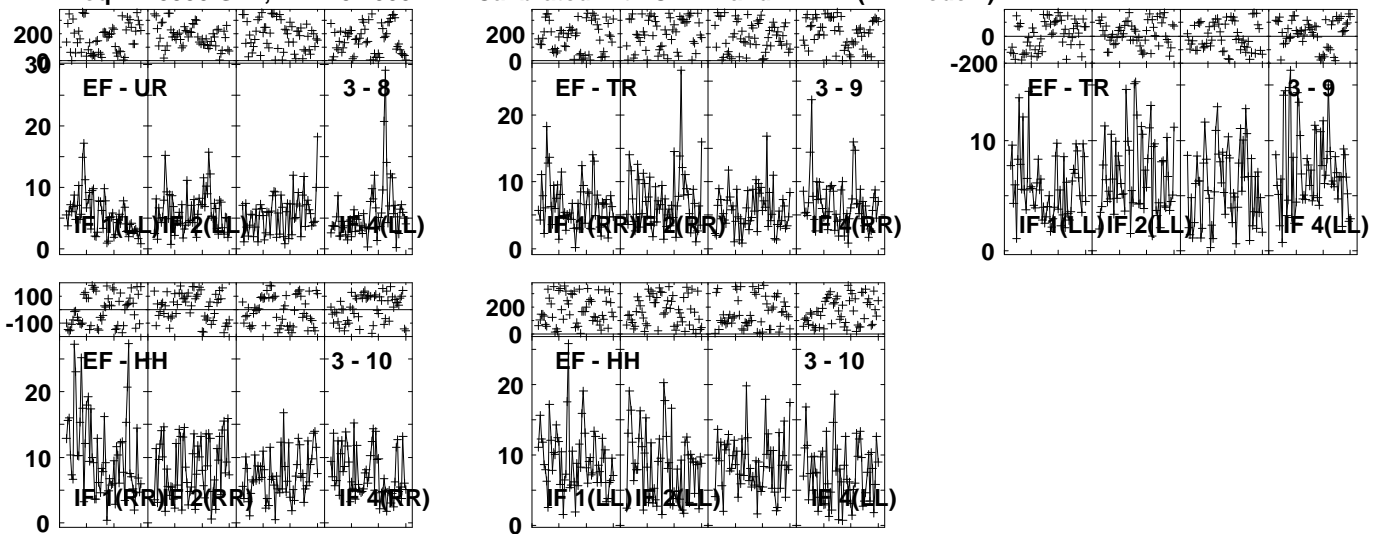 200
0
30
EF - UR
3 - 8
20
10
IF 1(LL)
IF 2(LL)
IF 4(LL)
0
200
0
EF - TR
3 - 9
20
10
IF 1(RR)
IF 2(RR)
IF 4(RR)
0
0
-200
EF - TR
3 - 9
10
IF 1(LL)
IF 2(LL)
IF 4(LL)
0
100
-100
EF - HH
3 - 10
20
10
IF 1(RR)
IF 2(RR)
IF 4(RR)
0
200
0
EF - HH
3 - 10
20
10
IF 1(LL)
IF 2(LL)
IF 4(LL)
0